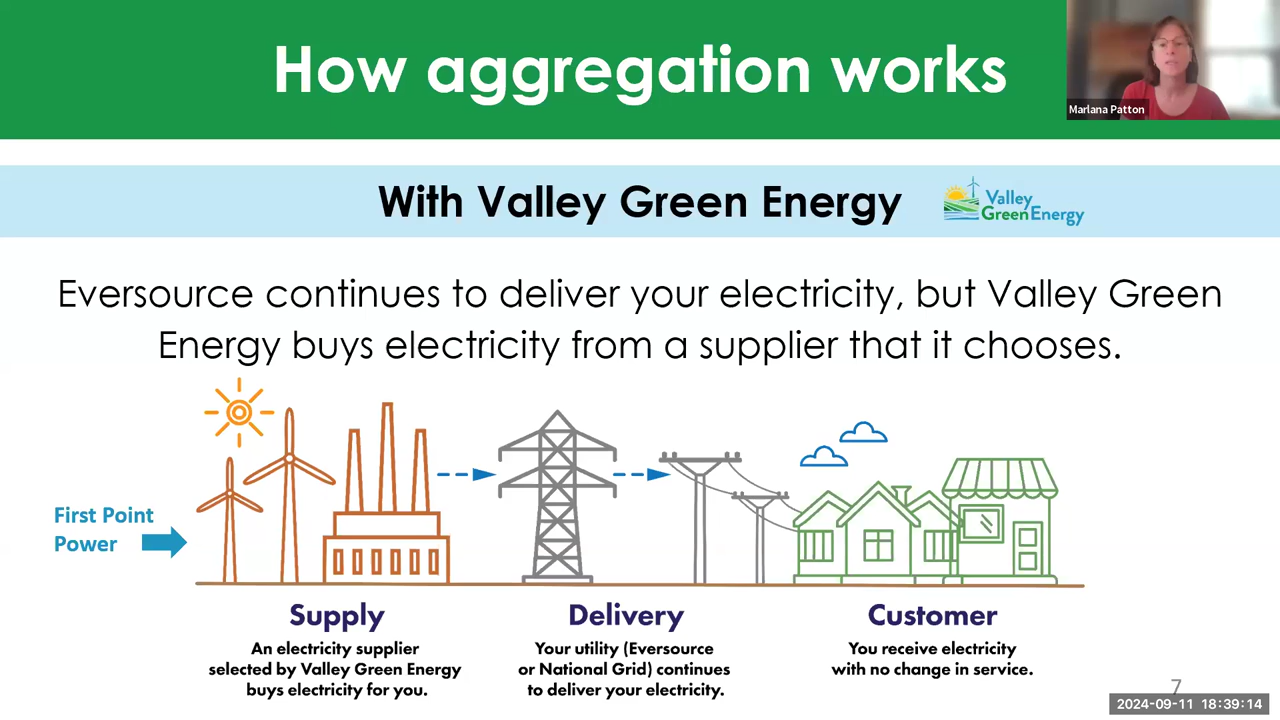 How aggregation works
Marlana Patton
With Valley Green Energy
Valley
GreenEnergy
Eversource continues to deliver your electricity, but Valley Green
Energy buys electricity from a supplier that it chooses.
First Point
Power
Supply
An electricity supplier
selected by Valley Green Energy
buys electricity for you.
Delivery
Your utility (Eversource
or National Grid) continues
to deliver your electricity.
Customer
You receive electricity
with no change in service.
7
2024-09-11 18:39:14